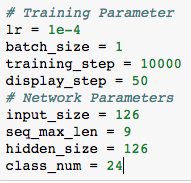 # Training Parameter
lr = 1e-4
batch_size = 1
training_step = 10000
display_step = 50
# Network Parameters
input_size = 126
seq_max_len = 9
hidden_size = 126
class_num = 24